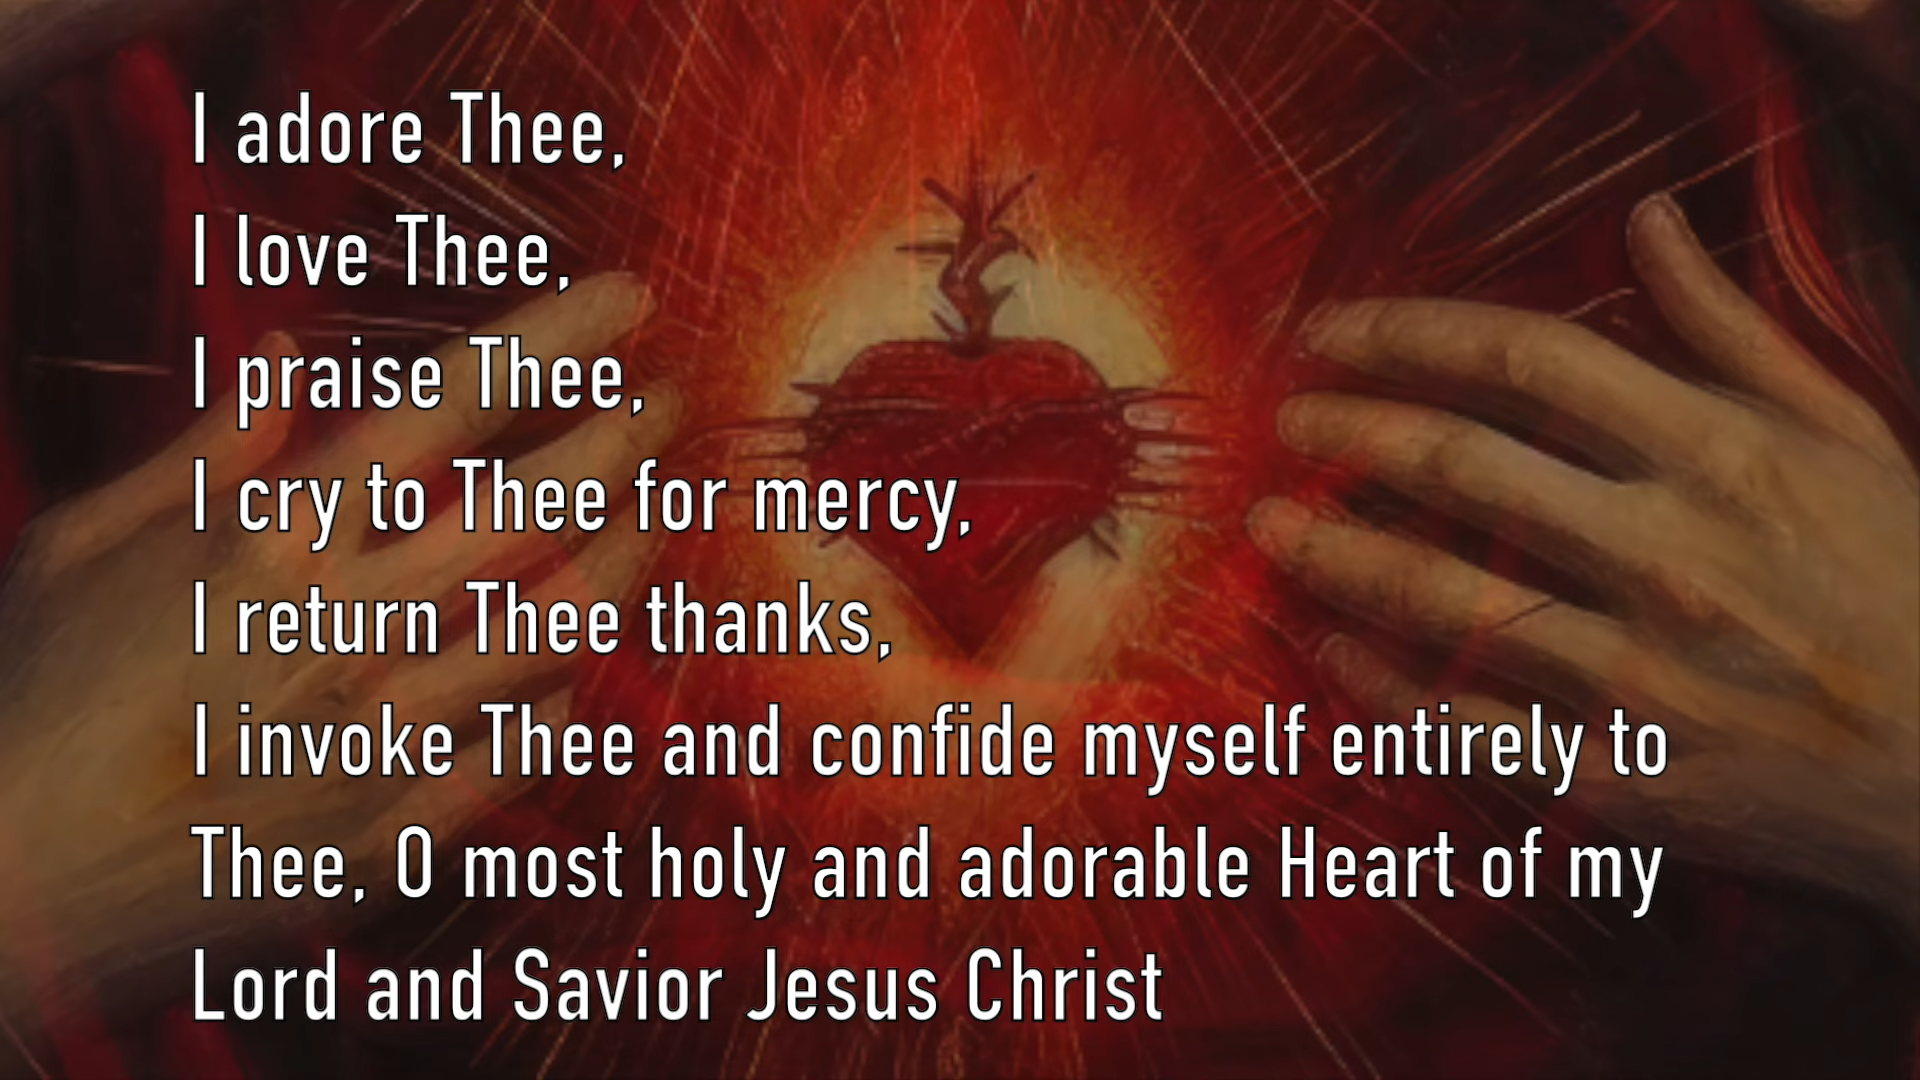 I adore Thee,
I love Thee,
I praise Thee,
I cry to Thee for mercy,
I return Thee thanks,
I invoke Thee and confide myself entirely to
Thee, O most holy and adorable Heart of my
Lord and Savior Jesus Christ